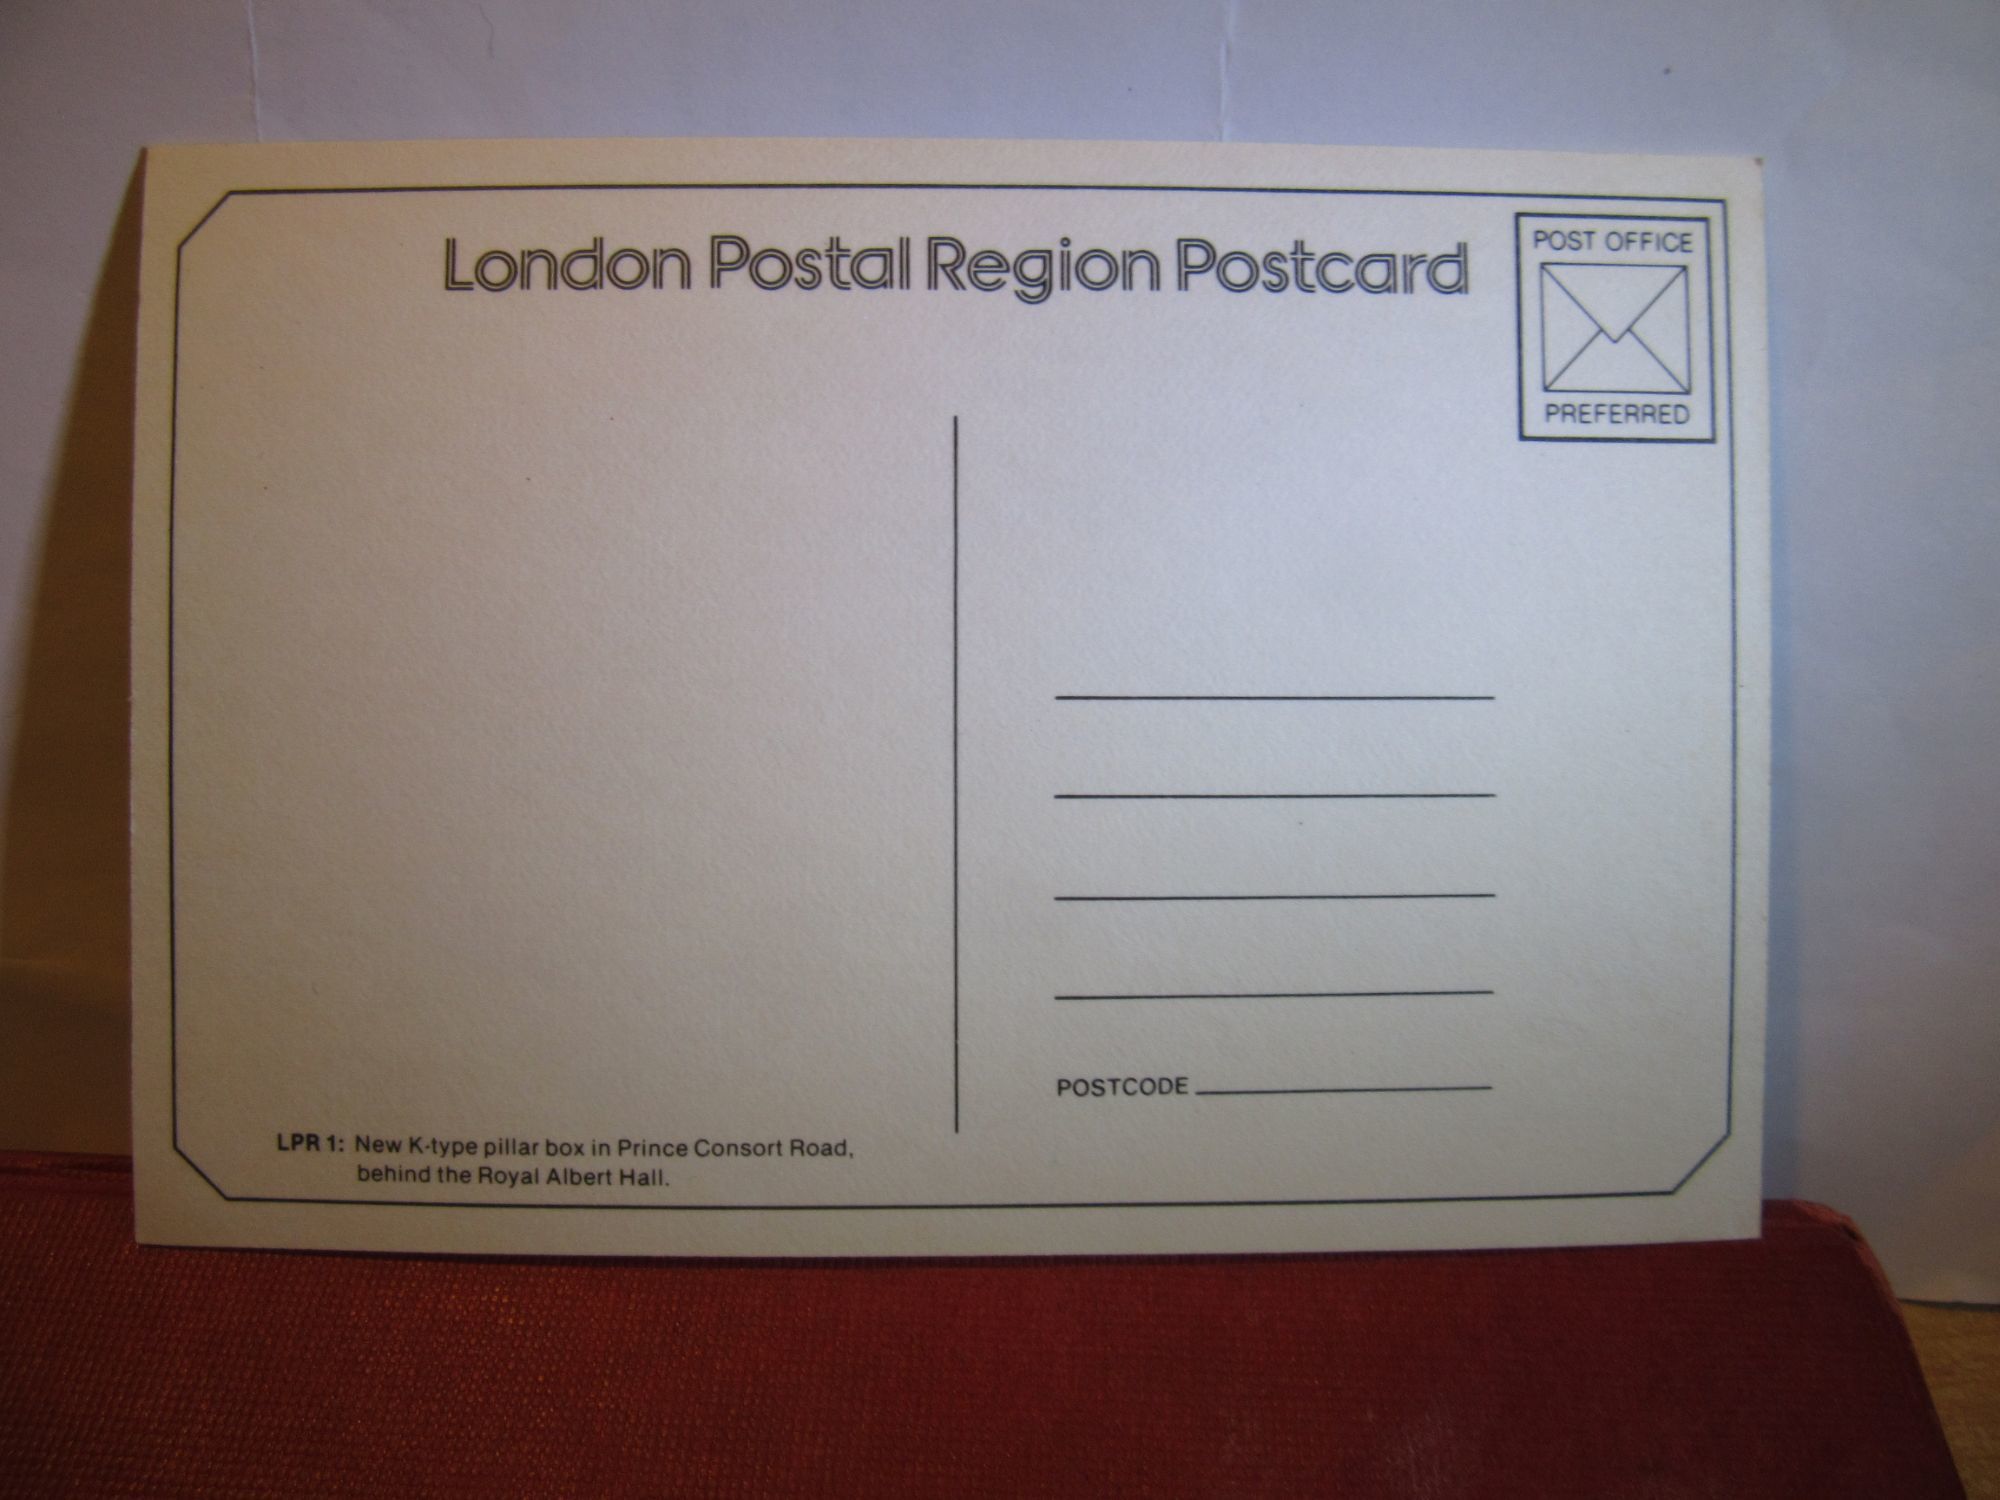 London Postal Region Postcard
POST OFFICE
PREFERRED
POSTCODE
LPR 1: New K-type pillar box in Prince Consort Road,
behind the Royal Albert Hall.